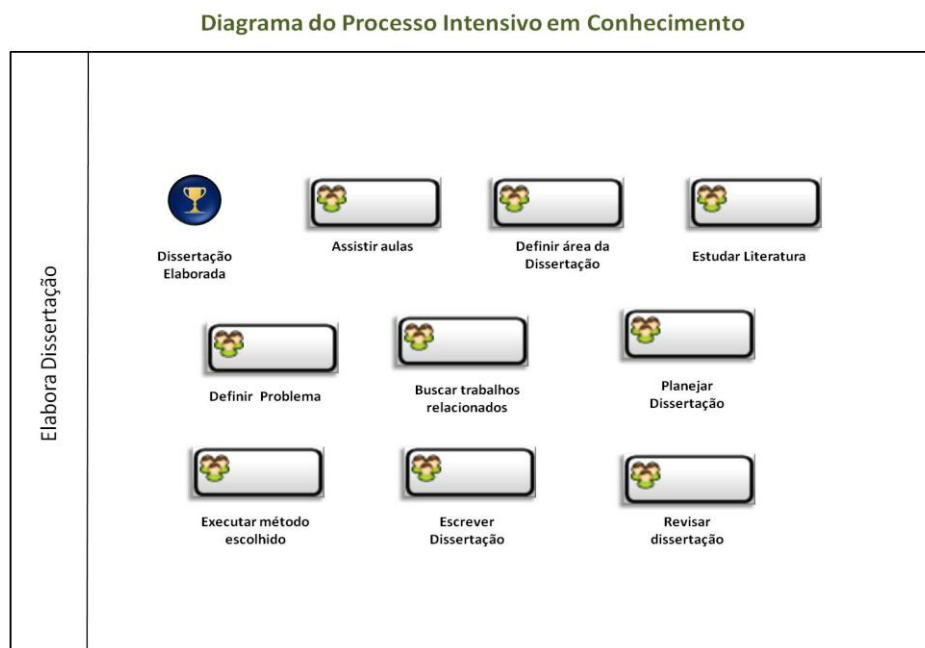 Diagrama do Processo Intensivo em Conhecimento
Elabora Dissertação
Dissertação
Elaborada
Assistir aulas
Definir área da
Dissertação
Estudar Literatura
Definir  Problema
Buscar trabalhos
relacionados
Planejar
Dissertação
Executar método
escolhido
Escrever
Dissertação
Revisar
dissertação